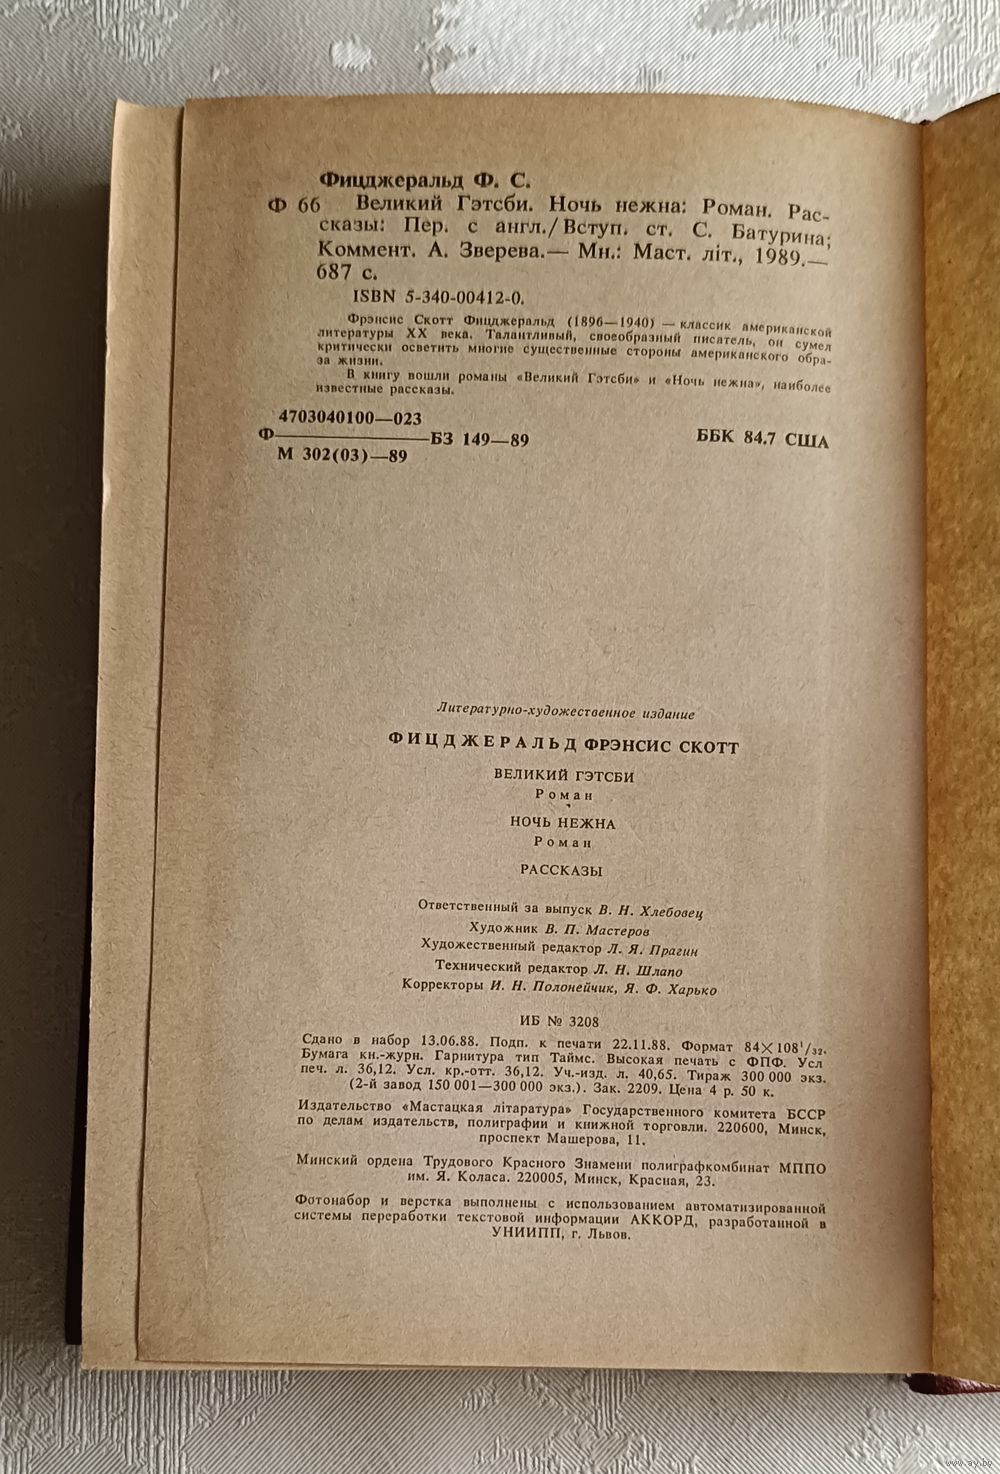 Фицджеральд Ф. С.
Ф 66 Великий Гэтсби. Ночь нежна: Роман. Рас-
сказы: Пер. с англ./Вступ. ст. С. Батурина;
Коммент. А. Зверева.— Мн.: Маст. літ., 1989.—
687 с.
ISBN 5-340-00412-0.
Фрэнсис Скотт Фицджеральд (1896—1940) — классик американской
литературы XX века. Талантливый, своеобразный писатель, он сумел
критически осветить многие существенные стороны американского обра-
за жизни.
В книгу вошли романы «Великий Гэтсби» и «Ночь нежна», наиболее
известные рассказы.
4703040100—023
Ф————БЗ 149—89 ББК 84.7 США
М 302(03)—89
Литературно-художественное издание
ФИЦДЖЕРАЛЬД ФРЭНСИС СКОТТ
ВЕЛИКИЙ ГЭТСБИ
Роман
НОЧЬ НЕЖНА
Роман
РАССКАЗЫ
Ответственный за выпуск В. Н. Хлебовец
Художник В. П. Мастеров
Художественный редактор Л. Я. Прагин
Технический редактор Л. Н. Шлапо
Корректоры И. Н. Полонейчик, Я. Ф. Харько
ИБ № 3208
Сдано в набор 13.06.88. Подп. к печати 22.11.88. Формат 84×108¹/₃₂.
Бумага кн.-журн. Гарнитура тип Таймс. Высокая печать с ФПФ. Усл
печ. л. 36,12. Усл. кр.-отт. 36,12. Уч.-изд. л. 40,65. Тираж 300 000 экз.
(2-й завод 150 001—300 000 экз.). Зак. 2209. Цена 4 р. 50 к.
Издательство «Мастацкая літаратура» Государственного комитета БССР
по делам издательств, полиграфии и книжной торговли. 220600, Минск,
проспект Машерова, 11.
Минский ордена Трудового Красного Знамени полиграфкомбинат МППО
им. Я. Коласа. 220005, Минск, Красная, 23.
Фотонабор и верстка выполнены с использованием автоматизированной
системы переработки текстовой информации АККОРД, разработанной в
УНИИПП, г. Львов.
www.ay.by